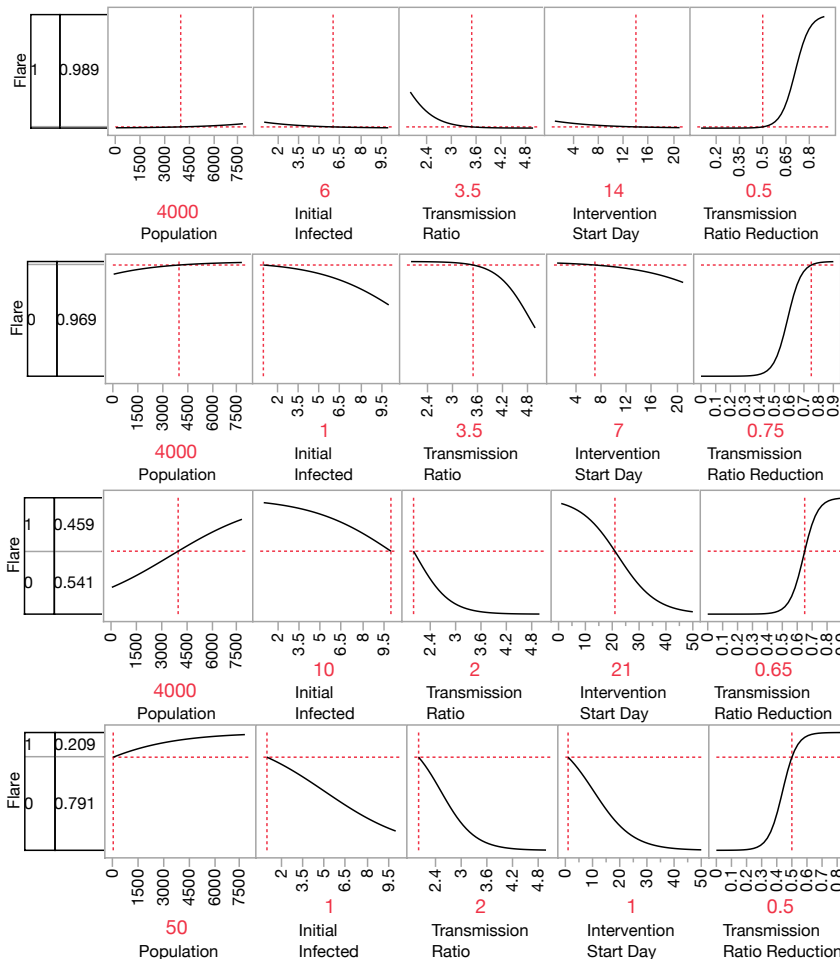 Flare 1 0.989
0 1500 3000 4500 6000 7500 2 3.5 5 6.5 8 9.5 2.4 3 3.6 4.2 4.8 4 8 12 16 20 0.2 0.35 0.5 0.65 0.8
4000 6 3.5 14 0.5
Population Initial Infected Transmission Ratio Intervention Start Day Transmission Ratio Reduction
0 0.969
0 1500 3000 4500 6000 7500 2 3.5 5 6.5 8 9.5 2.4 3 3.6 4.2 4.8 4 8 12 16 20 0 0.1 0.2 0.3 0.4 0.5 0.6 0.7 0.8 0.9
4000 1 3.5 7 0.75
Population Initial Infected Transmission Ratio Intervention Start Day Transmission Ratio Reduction
Flare 1 0.459
0 0.541
0 1500 3000 4500 6000 7500 2 3.5 5 6.5 8 9.5 2.4 3 3.6 4.2 4.8 0 10 20 30 40 50 0 0.1 0.2 0.3 0.4 0.5 0.6 0.7 0.8
4000 10 2 21 0.65
Population Initial Infected Transmission Ratio Intervention Start Day Transmission Ratio Reduction
Flare 1 0.209
0 0.791
0 1500 3000 4500 6000 7500 2 3.5 5 6.5 8 9.5 2.4 3 3.6 4.2 4.8 0 10 20 30 40 50 0 0.1 0.2 0.3 0.4 0.5 0.6 0.7 0.8
50 1 2 1 0.5
Population Initial Infected Transmission Ratio Intervention Start Day Transmission Ratio Reduction